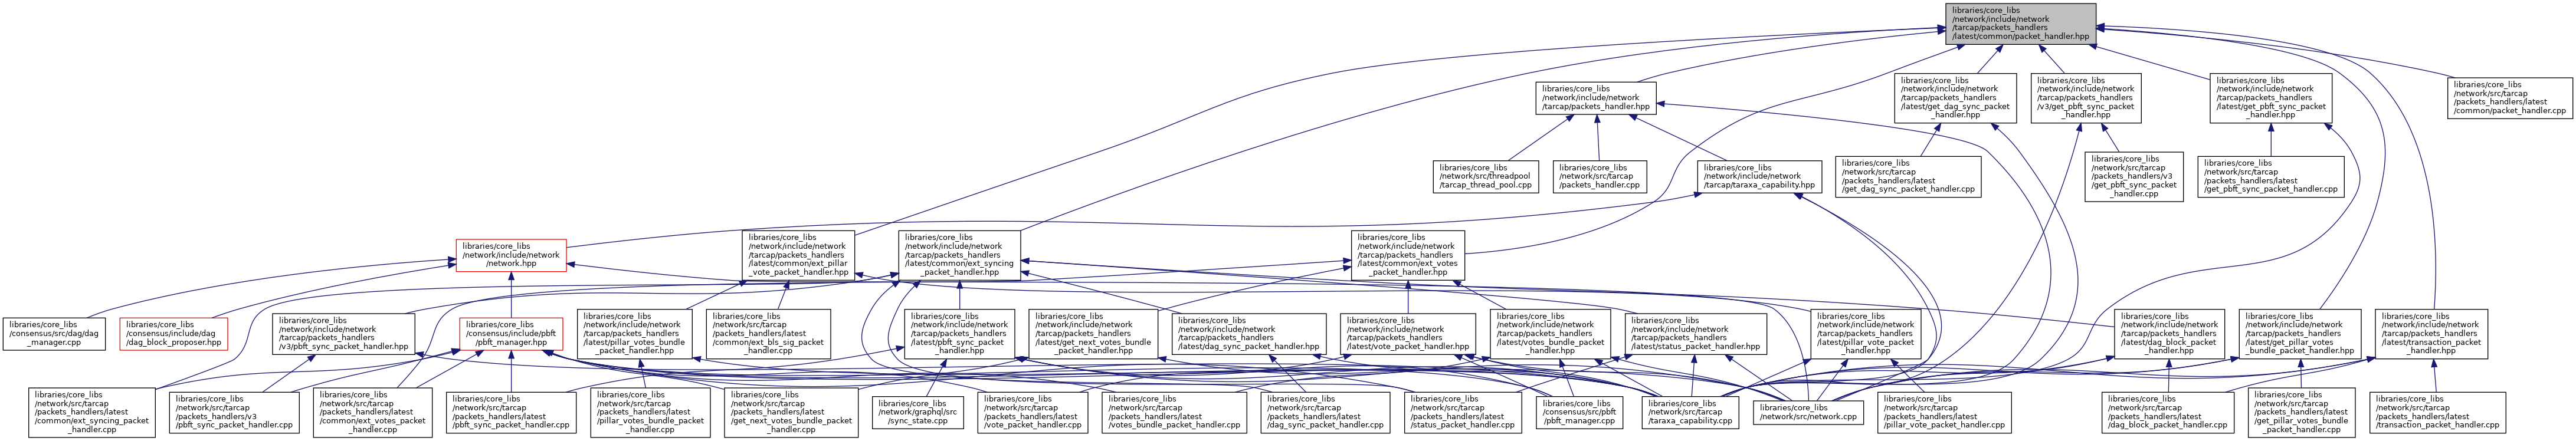 libraries/core_libs
/network/include/network
/tarcap/packets_handlers
/latest/common/packet_handler.hpp
libraries/core_libs
/network/include/network
/tarcap/packets_handler.hpp
libraries/core_libs
/network/include/network
/tarcap/packets_handlers
/latest/get_dag_sync_packet
_handler.hpp
libraries/core_libs
/network/include/network
/tarcap/packets_handlers
/v3/get_pbft_sync_packet
_handler.hpp
libraries/core_libs
/network/include/network
/tarcap/packets_handlers
/latest/get_pbft_sync_packet
_handler.hpp
libraries/core_libs
/network/src/tarcap
/packets_handlers/latest
/common/packet_handler.cpp
libraries/core_libs
/network/src/threadpool
/tarcap_thread_pool.cpp
libraries/core_libs
/network/src/tarcap
/packets_handler.cpp
libraries/core_libs
/network/include/network
/tarcap/taraxa_capability.hpp
libraries/core_libs
/network/src/tarcap
/packets_handlers/latest
/get_dag_sync_packet_handler.cpp
libraries/core_libs
/network/src/tarcap
/packets_handlers/v3
/get_pbft_sync_packet
_handler.cpp
libraries/core_libs
/network/src/tarcap
/packets_handlers/latest
/get_pbft_sync_packet_handler.cpp
libraries/core_libs
/network/include/network
/network.hpp
libraries/core_libs
/network/include/network
/tarcap/packets_handlers
/latest/common/ext_pillar
_vote_packet_handler.hpp
libraries/core_libs
/network/include/network
/tarcap/packets_handlers
/latest/common/ext_syncing
_packet_handler.hpp
libraries/core_libs
/network/include/network
/tarcap/packets_handlers
/latest/common/ext_votes
_packet_handler.hpp
libraries/core_libs
/consensus/src/dag/dag
_manager.cpp
libraries/core_libs
/consensus/include/dag
/dag_block_proposer.hpp
libraries/core_libs
/network/include/network
/tarcap/packets_handlers
/v3/pbft_sync_packet_handler.hpp
libraries/core_libs
/consensus/include/pbft
/pbft_manager.hpp
libraries/core_libs
/network/include/network
/tarcap/packets_handlers
/latest/pillar_votes_bundle
_packet_handler.hpp
libraries/core_libs
/network/src/tarcap
/packets_handlers/latest
/common/ext_bls_sig_packet
_handler.cpp
libraries/core_libs
/network/include/network
/tarcap/packets_handlers
/latest/pbft_sync_packet
_handler.hpp
libraries/core_libs
/network/include/network
/tarcap/packets_handlers
/latest/get_next_votes_bundle
_packet_handler.hpp
libraries/core_libs
/network/include/network
/tarcap/packets_handlers
/latest/dag_sync_packet_handler.hpp
libraries/core_libs
/network/include/network
/tarcap/packets_handlers
/latest/vote_packet_handler.hpp
libraries/core_libs
/network/include/network
/tarcap/packets_handlers
/latest/votes_bundle_packet
_handler.hpp
libraries/core_libs
/network/include/network
/tarcap/packets_handlers
/latest/status_packet_handler.hpp
libraries/core_libs
/network/include/network
/tarcap/packets_handlers
/latest/pillar_vote_packet
_handler.hpp
libraries/core_libs
/network/include/network
/tarcap/packets_handlers
/latest/dag_block_packet
_handler.hpp
libraries/core_libs
/network/include/network
/tarcap/packets_handlers
/latest/get_pillar_votes
_bundle_packet_handler.hpp
libraries/core_libs
/network/include/network
/tarcap/packets_handlers
/latest/transaction_packet
_handler.hpp
libraries/core_libs
/network/src/tarcap
/packets_handlers/latest
/common/ext_syncing_packet
_handler.cpp
libraries/core_libs
/network/src/tarcap
/packets_handlers/v3
/pbft_sync_packet_handler.cpp
libraries/core_libs
/network/src/tarcap
/packets_handlers/latest
/common/ext_votes_packet
_handler.cpp
libraries/core_libs
/network/src/tarcap
/packets_handlers/latest
/pbft_sync_packet_handler.cpp
libraries/core_libs
/network/src/tarcap
/packets_handlers/latest
/pillar_votes_bundle_packet
_handler.cpp
libraries/core_libs
/network/src/tarcap
/packets_handlers/latest
/get_next_votes_bundle_packet
_handler.cpp
libraries/core_libs
/network/graphql/src
/sync_state.cpp
libraries/core_libs
/network/src/tarcap
/packets_handlers/latest
/vote_packet_handler.cpp
libraries/core_libs
/network/src/tarcap
/packets_handlers/latest
/votes_bundle_packet_handler.cpp
libraries/core_libs
/network/src/tarcap
/packets_handlers/latest
/dag_sync_packet_handler.cpp
libraries/core_libs
/network/src/tarcap
/packets_handlers/latest
/status_packet_handler.cpp
libraries/core_libs
/consensus/src/pbft
/pbft_manager.cpp
libraries/core_libs
/network/src/tarcap
/taraxa_capability.cpp
libraries/core_libs
/network/src/network.cpp
libraries/core_libs
/network/src/tarcap
/packets_handlers/latest
/pillar_vote_packet_handler.cpp
libraries/core_libs
/network/src/tarcap
/packets_handlers/latest
/dag_block_packet_handler.cpp
libraries/core_libs
/network/src/tarcap
/packets_handlers/latest
/get_pillar_votes_bundle
_packet_handler.cpp
libraries/core_libs
/network/src/tarcap
/packets_handlers/latest
/transaction_packet_handler.cpp